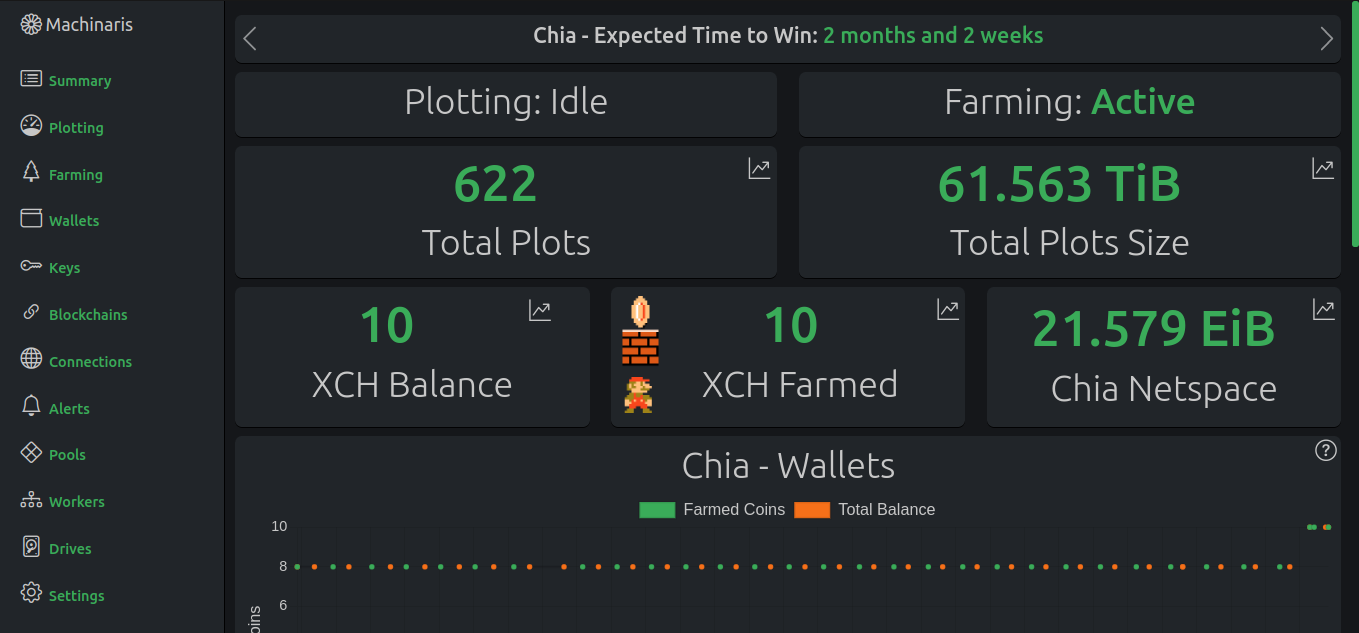 Machinaris
Summary
Plotting
Farming
Wallets
Keys
Blockchains
Connections
Alerts
Pools
Workers
Drives
Settings
Chia - Expected Time to Win: 2 months and 2 weeks
Plotting: Idle
Farming: Active
622
Total Plots
61.563 TiB
Total Plots Size
10
XCH Balance
10
XCH Farmed
21.579 EiB
Chia Netspace
Chia - Wallets
?
Farmed Coins Total Balance
10
8
6
oins